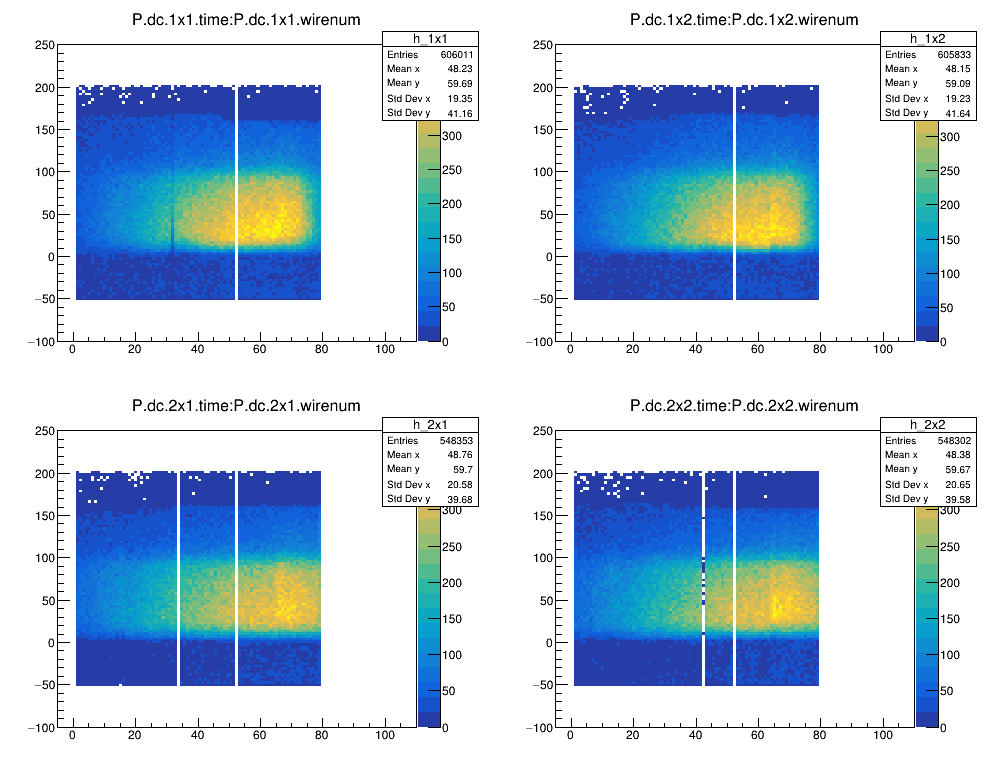 P.dc.1x1.time:P.dc.1x1.wirenum
h_1x1
Entries 606011
Mean x 48.23
Mean y 59.69
Std Dev x 19.35
Std Dev y 41.16
250
200
150
100
50
0
−50
−100
0 20 40 60 80 100
300
250
200
150
100
50
0
P.dc.1x2.time:P.dc.1x2.wirenum
h_1x2
Entries 605833
Mean x 48.15
Mean y 59.09
Std Dev x 19.23
Std Dev y 41.64
250
200
150
100
50
0
−50
−100
0 20 40 60 80 100
300
250
200
150
100
50
0
P.dc.2x1.time:P.dc.2x1.wirenum
h_2x1
Entries 548353
Mean x 48.76
Mean y 59.7
Std Dev x 20.58
Std Dev y 39.68
250
200
150
100
50
0
−50
−100
0 20 40 60 80 100
300
250
200
150
100
50
0
P.dc.2x2.time:P.dc.2x2.wirenum
h_2x2
Entries 548302
Mean x 48.38
Mean y 59.67
Std Dev x 20.65
Std Dev y 39.58
250
200
150
100
50
0
−50
−100
0 20 40 60 80 100
300
250
200
150
100
50
0